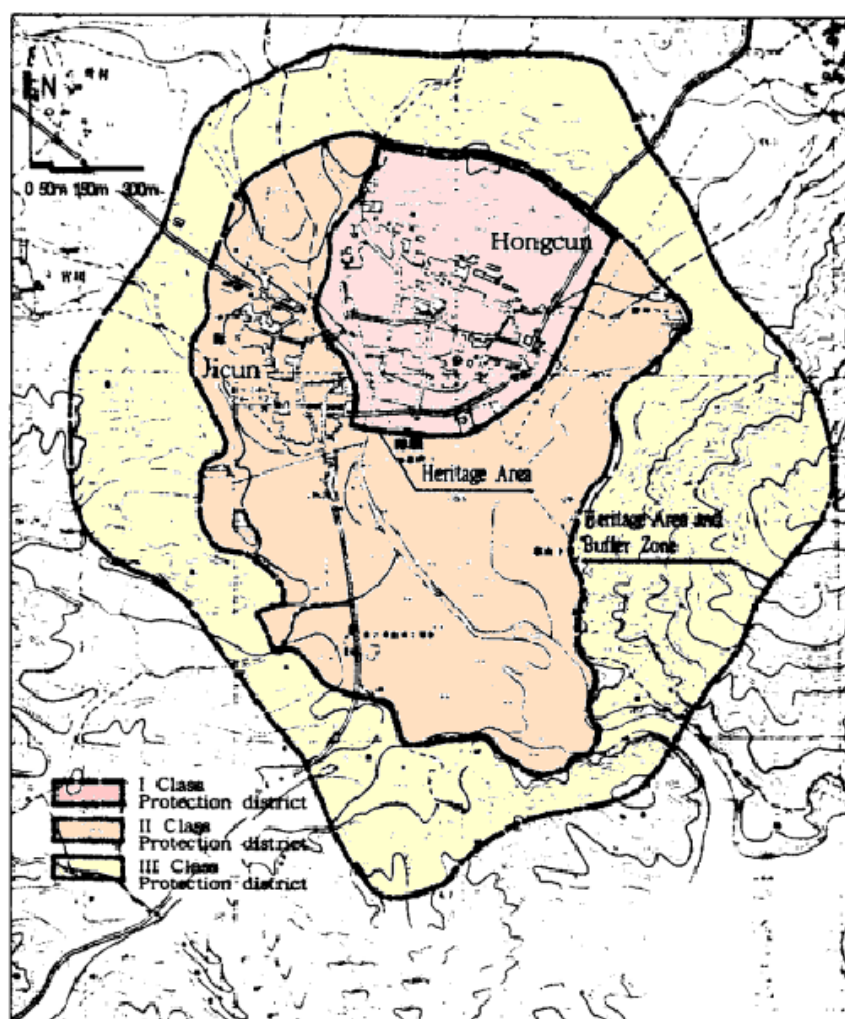 N
0 50m 150m 300m
Hongcun
Jicun
Heritage Area
Heritage Area and
Buffer Zone
I Class
Protection district
II Class
Protection district
III Class
Protection district